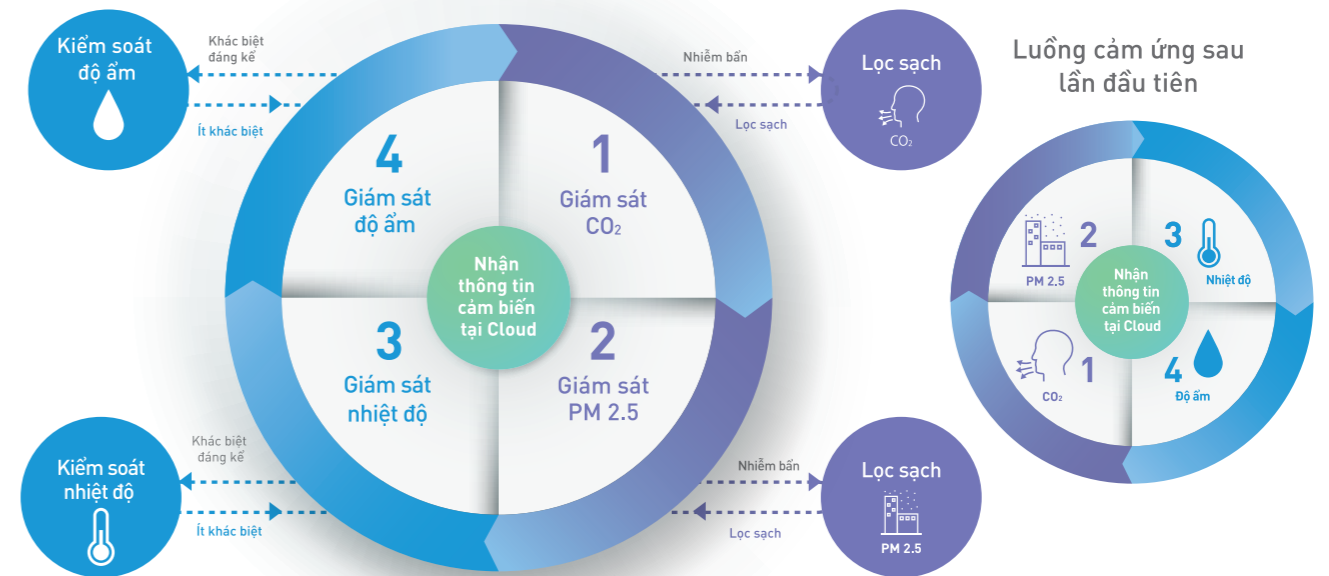 Kiểm soát
độ ẩm
Khác biệt
đáng kể
Ít khác biệt
Nhiễm bẩn
Lọc sạch
Lọc sạch
CO₂
4
Giám sát
độ ẩm
1
Giám sát
CO₂
Nhận
thông tin
cảm biến
tại Cloud
3
Giám sát
nhiệt độ
2
Giám sát
PM 2.5
Kiểm soát
nhiệt độ
Khác biệt
đáng kể
Ít khác biệt
Nhiễm bẩn
Lọc sạch
Lọc sạch
PM 2.5
Luồng cảm ứng sau
lần đầu tiên
2
PM 2.5
3
Nhiệt độ
Nhận
thông tin
cảm biến
tại Cloud
1
CO₂
4
Độ ẩm